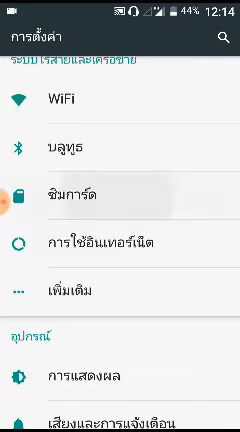 44% 12:14
การตั้งค่า
ระบบไร้สายและเครือข่าย
WiFi
บลูทูธ
ซิมการ์ด
การใช้อินเทอร์เน็ต
เพิ่มเติม
อุปกรณ์
การแสดงผล
เสียงและการแจ้งเตือน